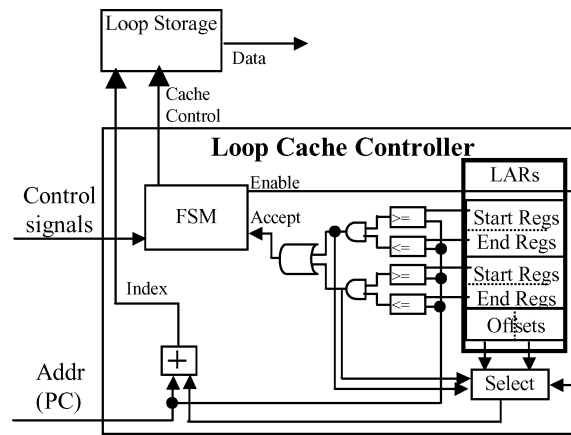 Loop Storage
Data
Cache
Control
Loop Cache Controller
LARs
Control
signals
FSM
Enable
Accept
>=
Start Regs
<=
End Regs
>=
Start Regs
<=
End Regs
Offsets
Index
+
Addr
(PC)
Select